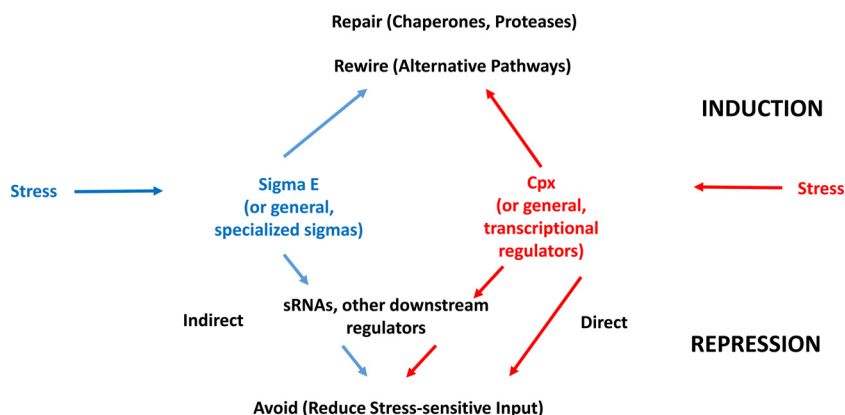 Repair (Chaperones, Proteases)
Rewire (Alternative Pathways)
INDUCTION
Stress
Sigma E
(or general,
specialized sigmas)
Cpx
(or general,
transcriptional
regulators)
Stress
Indirect
sRNAs, other downstream
regulators
Direct
REPRESSION
Avoid (Reduce Stress-sensitive Input)